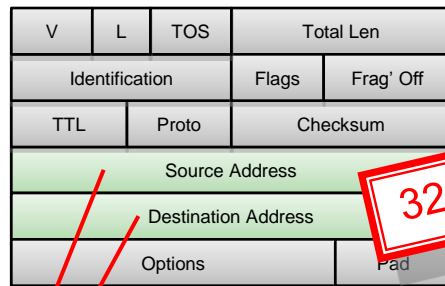 V L TOS Total Len
Identification Flags Frag' Off
TTL Proto Checksum
Source Address
Destination Address
32
Options Pad